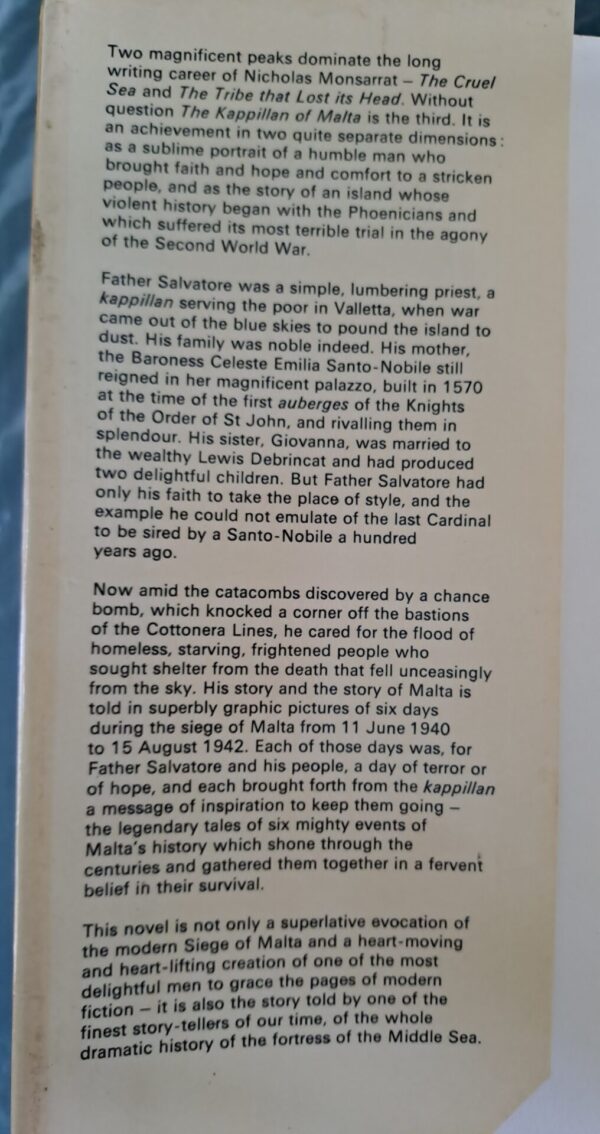 Two magnificent peaks dominate the long
writing career of Nicholas Monsarrat – The Cruel
Sea and The Tribe that Lost its Head. Without
question The Kappillan of Malta is the third. It is
an achievement in two quite separate dimensions:
as a sublime portrait of a humble man who
brought faith and hope and comfort to a stricken
people, and as the story of an island whose
violent history began with the Phoenicians and
which suffered its most terrible trial in the agony
of the Second World War.

Father Salvatore was a simple, lumbering priest, a
kappillan serving the poor in Valletta, when war
came out of the blue skies to pound the island to
dust. His family was noble indeed. His mother,
the Baroness Celeste Emilia Santo-Nobile still
reigned in her magnificent palazzo, built in 1570
at the time of the first auberges of the Knights
of the Order of St John, and rivalling them in
splendour. His sister, Giovanna, was married to
the wealthy Lewis Debrincat and had produced
two delightful children. But Father Salvatore had
only his faith to take the place of style, and the
example he could not emulate of the last Cardinal
to be sired by a Santo-Nobile a hundred
years ago.

Now amid the catacombs discovered by a chance
bomb, which knocked a corner off the bastions
of the Cottonera Lines, he cared for the flood of
homeless, starving, frightened people who
sought shelter from the death that fell unceasingly
from the sky. His story and the story of Malta is
told in superbly graphic pictures of six days
during the siege of Malta from 11 June 1940
to 15 August 1942. Each of those days was, for
Father Salvatore and his people, a day of terror or
of hope, and each brought forth from the kappillan
a message of inspiration to keep them going –
the legendary tales of six mighty events of
Malta's history which shone through the
centuries and gathered them together in a fervent
belief in their survival.

This novel is not only a superlative evocation of
the modern Siege of Malta and a heart-moving
and heart-lifting creation of one of the most
delightful men to grace the pages of modern
fiction – it is also the story told by one of the
finest story-tellers of our time, of the whole
dramatic history of the fortress of the Middle Sea.